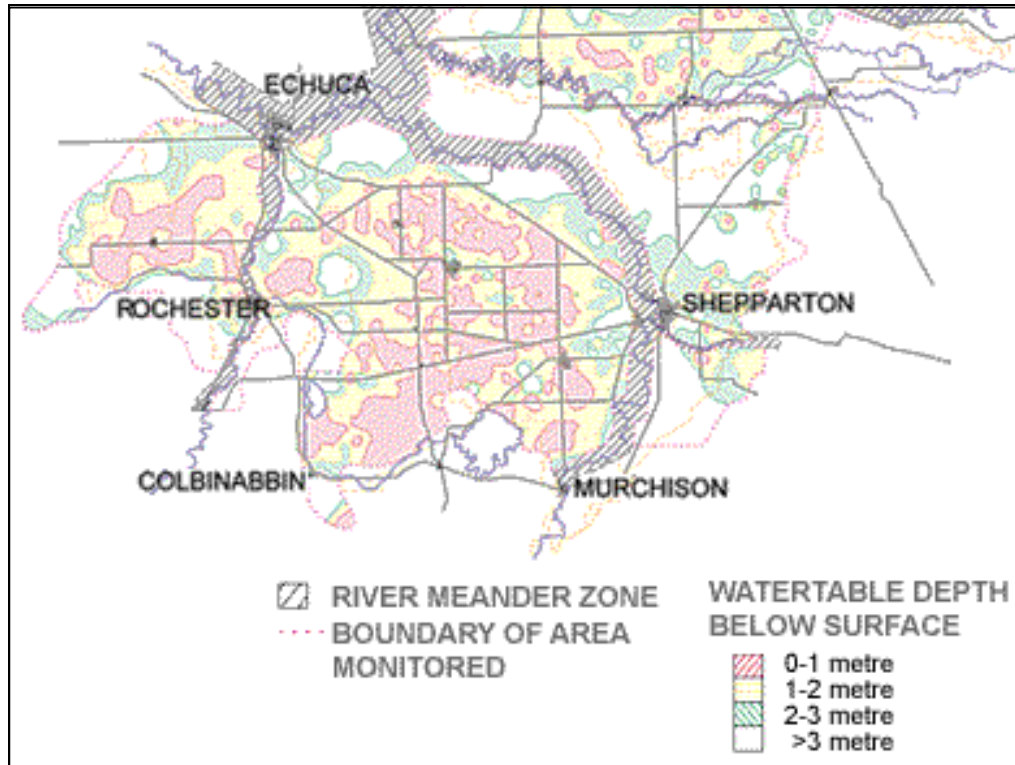 ECHUCA
ROCHESTER
SHEPPARTON
COLBINABBIN
MURCHISON
RIVER MEANDER ZONE
BOUNDARY OF AREA
MONITORED
WATERTABLE DEPTH
BELOW SURFACE
0-1 metre
1-2 metre
2-3 metre
>3 metre